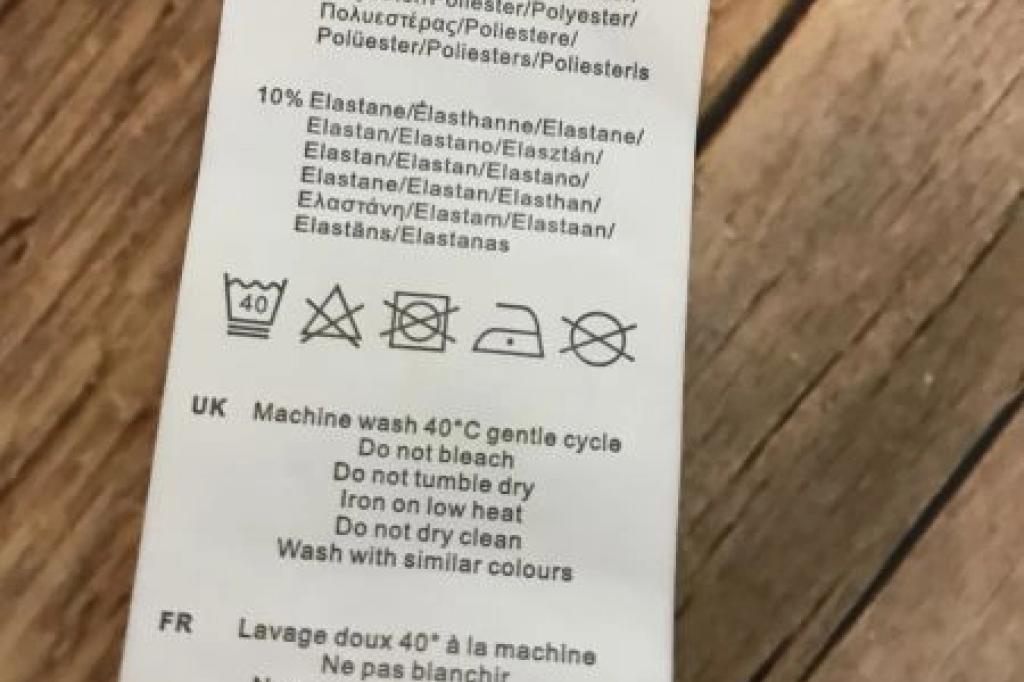 Polyester/
Πολυεστέρας/Poliestere/
Polüester/Poliesters/Poliesteris
10% Elastane/Élasthanne/Elastane/
Elastan/Elastano/Elasztán/
Elastan/Elastan/Elastano/
Elastane/Elastan/Elasthan/
Ελαστάνη/Elastam/Elastaan/
Elastāns/Elastanas
40
UK Machine wash 40°C gentle cycle
Do not bleach
Do not tumble dry
Iron on low heat
Do not dry clean
Wash with similar colours
FR Lavage doux 40° à la machine
Ne pas blanchir